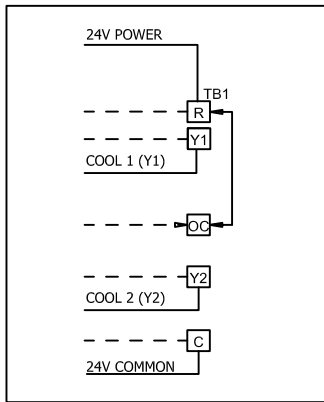 24V POWER
TB1
R
Y1
COOL 1 (Y1)
OC
Y2
COOL 2 (Y2)
C
24V COMMON